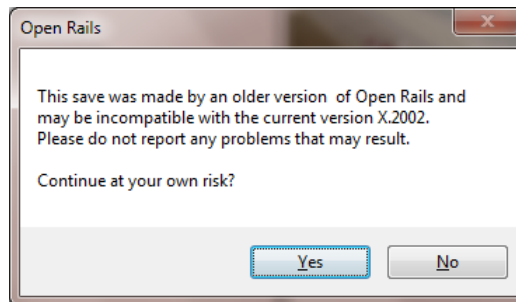 Open Rails
This save was made by an older version  of Open Rails and
may be incompatible with the current version X.2002.
Please do not report any problems that may result.
Continue at your own risk?
Yes
No